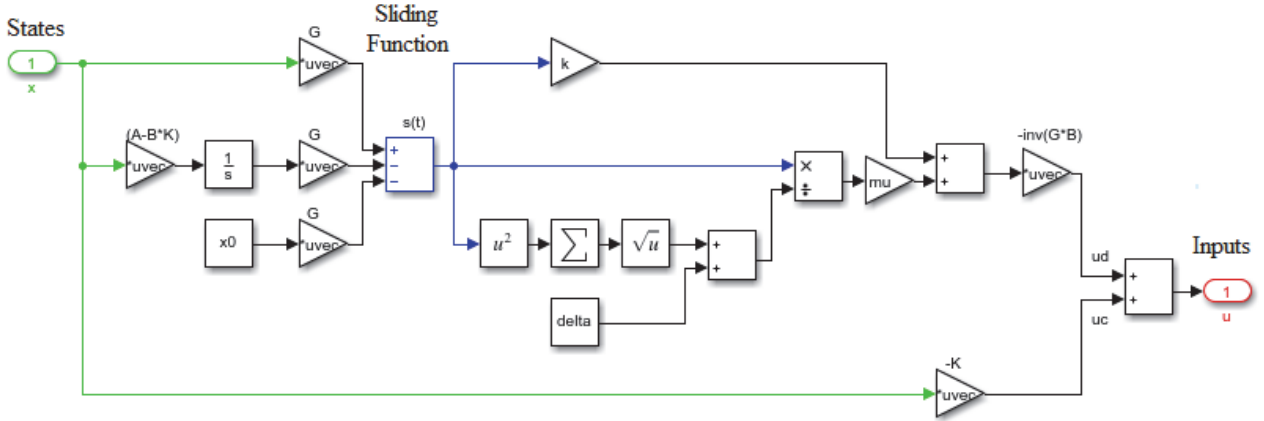 States
1
x
G
*uvec
Sliding
Function
k
(A-B*K)
*uvec
1
s
G
*uvec
s(t)
+
−
−
x0
G
*uvec
u²
∑
√u
+
+
delta
×
÷
mu
+
+
-inv(G*B)
*uvec
ud
uc
+
+
Inputs
1
u
-K
*uvec